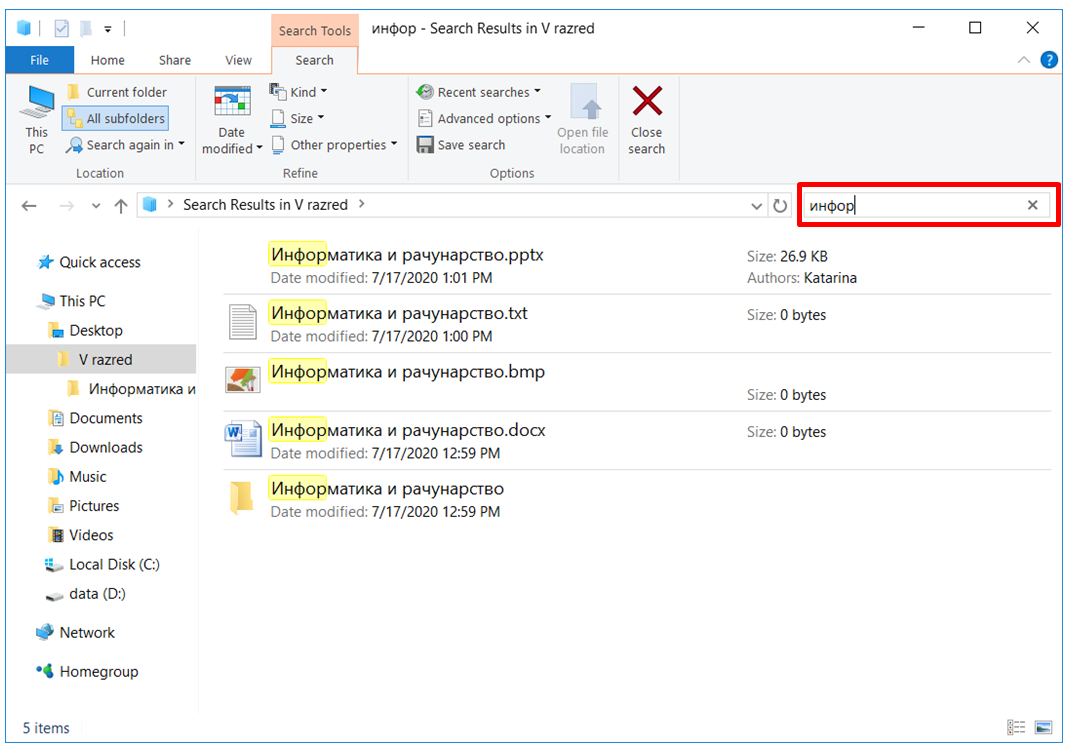 Search Tools
инфор - Search Results in V razred
File
Home
Share
View
Search
?
This PC
Current folder
All subfolders
Search again in
Location
Date modified
Kind
Size
Other properties
Refine
Recent searches
Advanced options
Save search
Open file location
Options
Close search
Search Results in V razred
инфор
Quick access
This PC
Desktop
V razred
Информатика и
Documents
Downloads
Music
Pictures
Videos
Local Disk (C:)
data (D:)
Network
Homegroup
Информатика и рачунарство.pptx
Date modified: 7/17/2020 1:01 PM
Size: 26.9 KB
Authors: Katarina
Информатика и рачунарство.txt
Date modified: 7/17/2020 1:00 PM
Size: 0 bytes
Информатика и рачунарство.bmp
Size: 0 bytes
W
Информатика и рачунарство.docx
Date modified: 7/17/2020 12:59 PM
Size: 0 bytes
Информатика и рачунарство
Date modified: 7/17/2020 12:59 PM
5 items